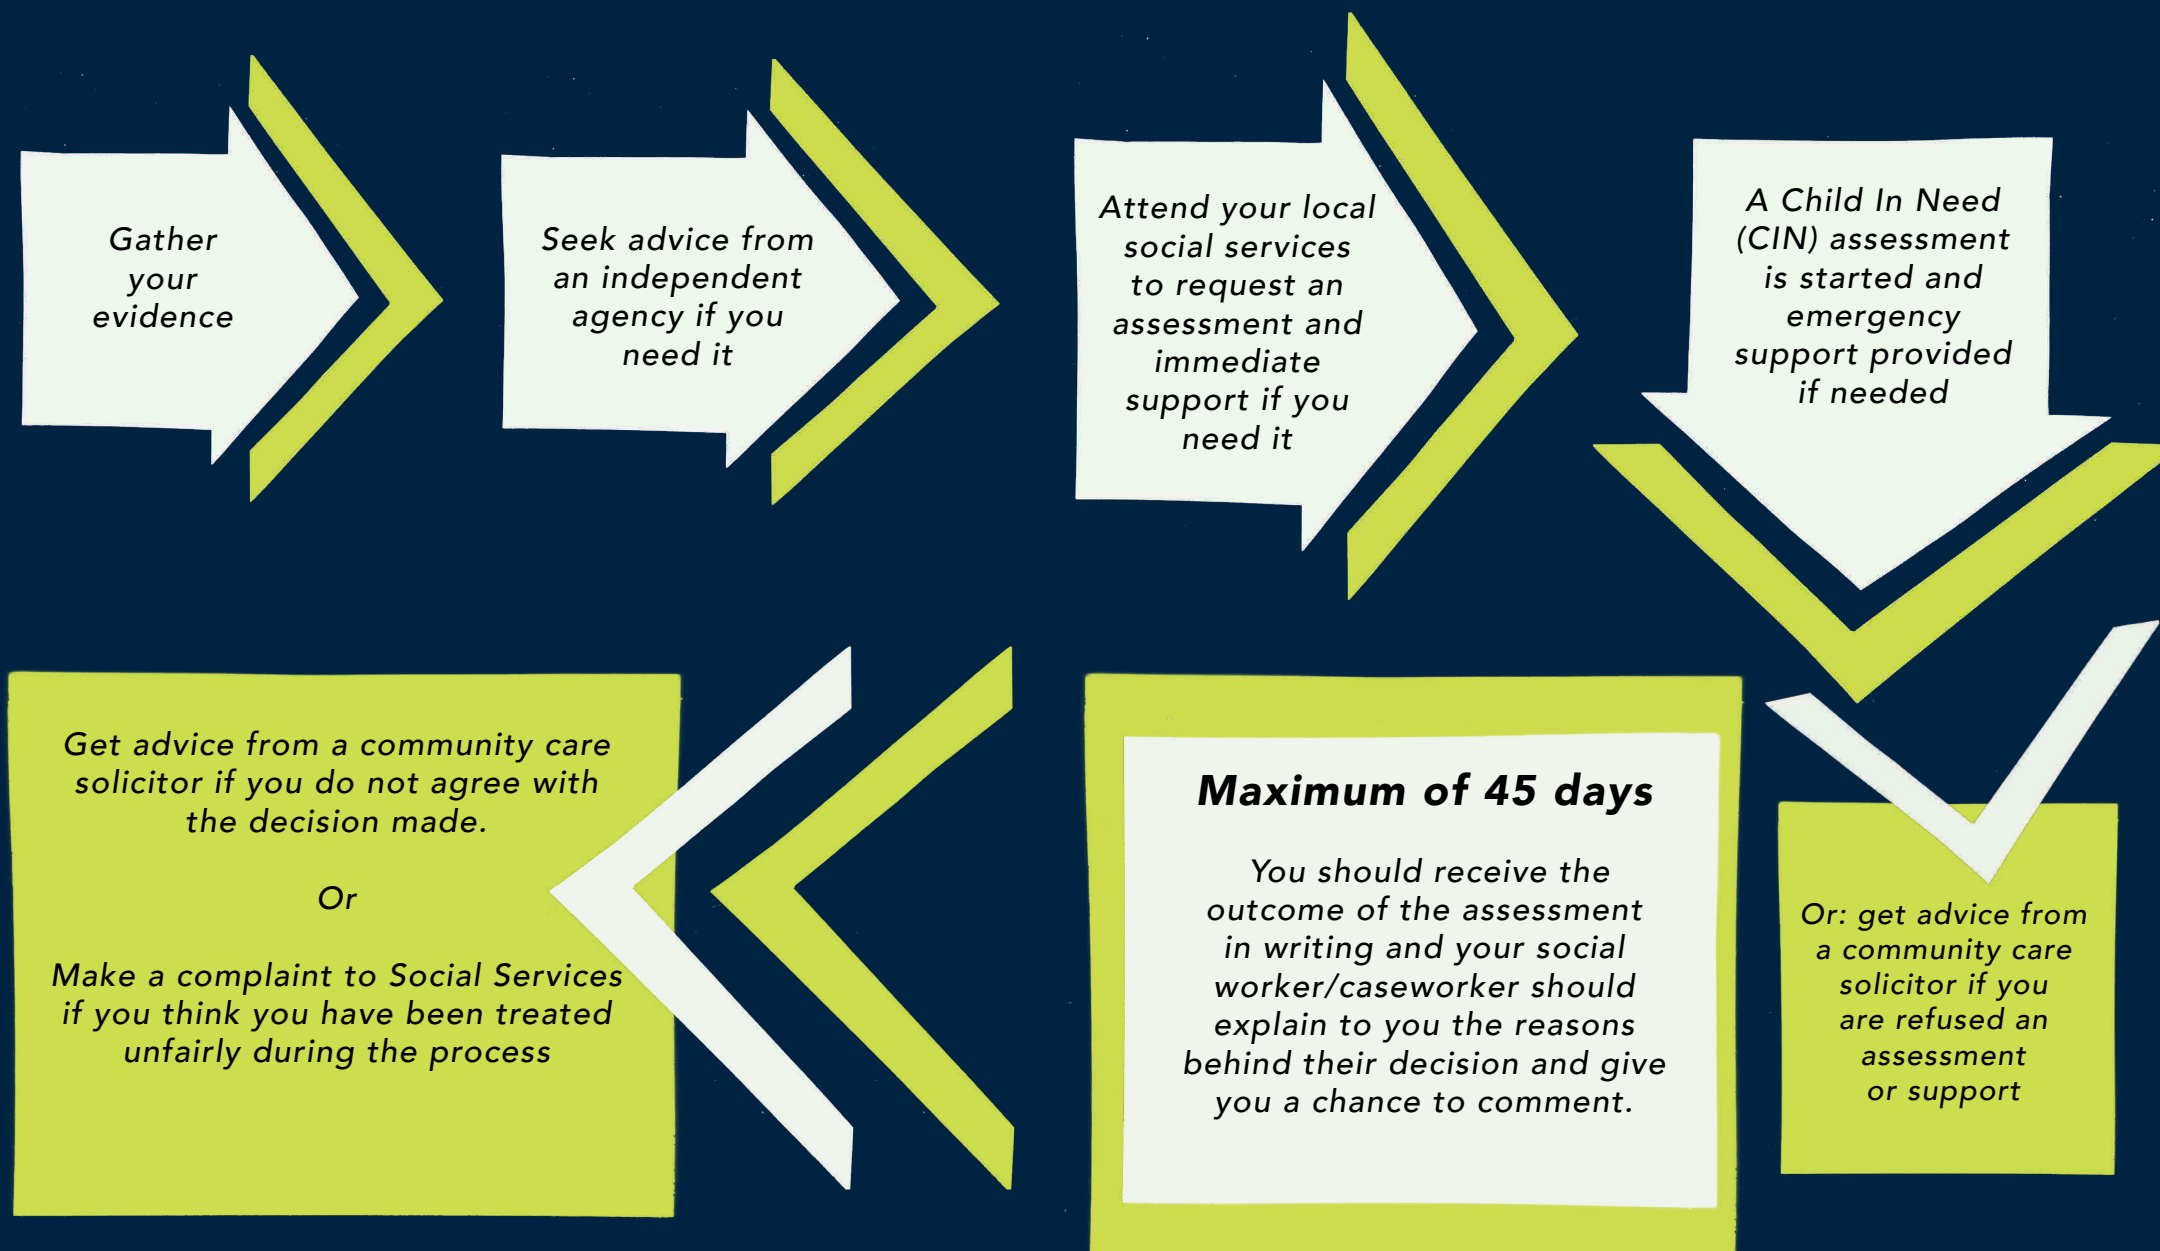 Gather
your
evidence
Seek advice from
an independent
agency if you
need it
Attend your local
social services
to request an
assessment and
immediate
support if you
need it
A Child In Need
(CIN) assessment
is started and
emergency
support provided
if needed
Or: get advice from
a community care
solicitor if you
are refused an
assessment
or support
Maximum of 45 days
You should receive the
outcome of the assessment
in writing and your social
worker/caseworker should
explain to you the reasons
behind their decision and give
you a chance to comment.
Get advice from a community care
solicitor if you do not agree with
the decision made.
Or
Make a complaint to Social Services
if you think you have been treated
unfairly during the process